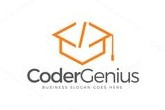 </>
CoderGenius
BUSINESS SLOGAN GOES HERE